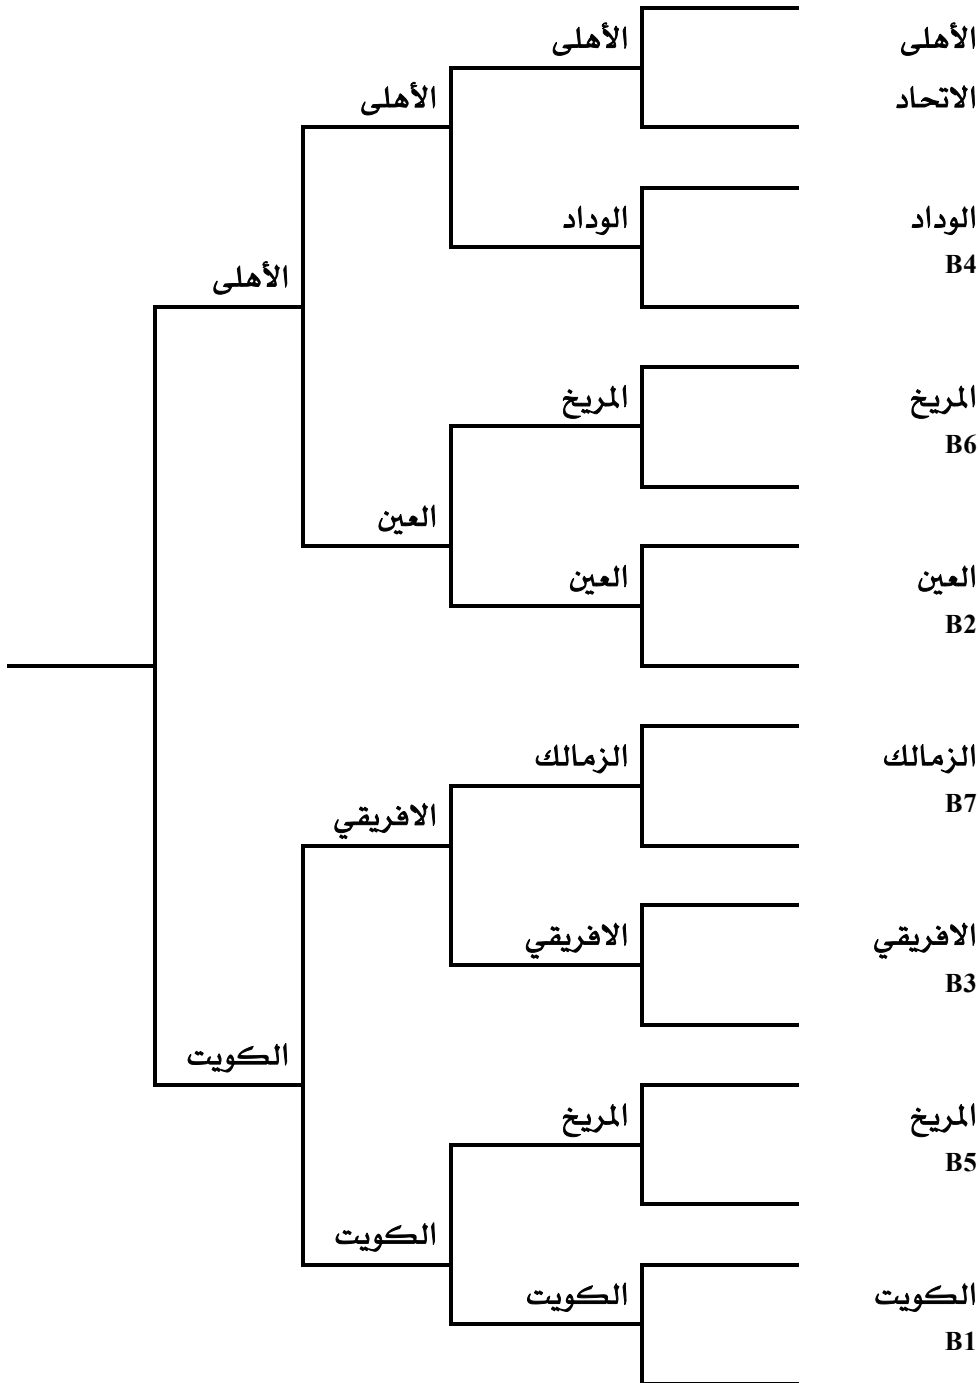 الأهلى
الأهلى
الاتحاد
الأهلى
الوداد
الوداد
B4
الأهلى
المريخ
المريخ
B6
العين
العين
العين
B2
الزمالك
الزمالك
B7
الافريقي
الافريقي
الافريقي
B3
الكويت
المريخ
المريخ
B5
الكويت
الكويت
الكويت
B1